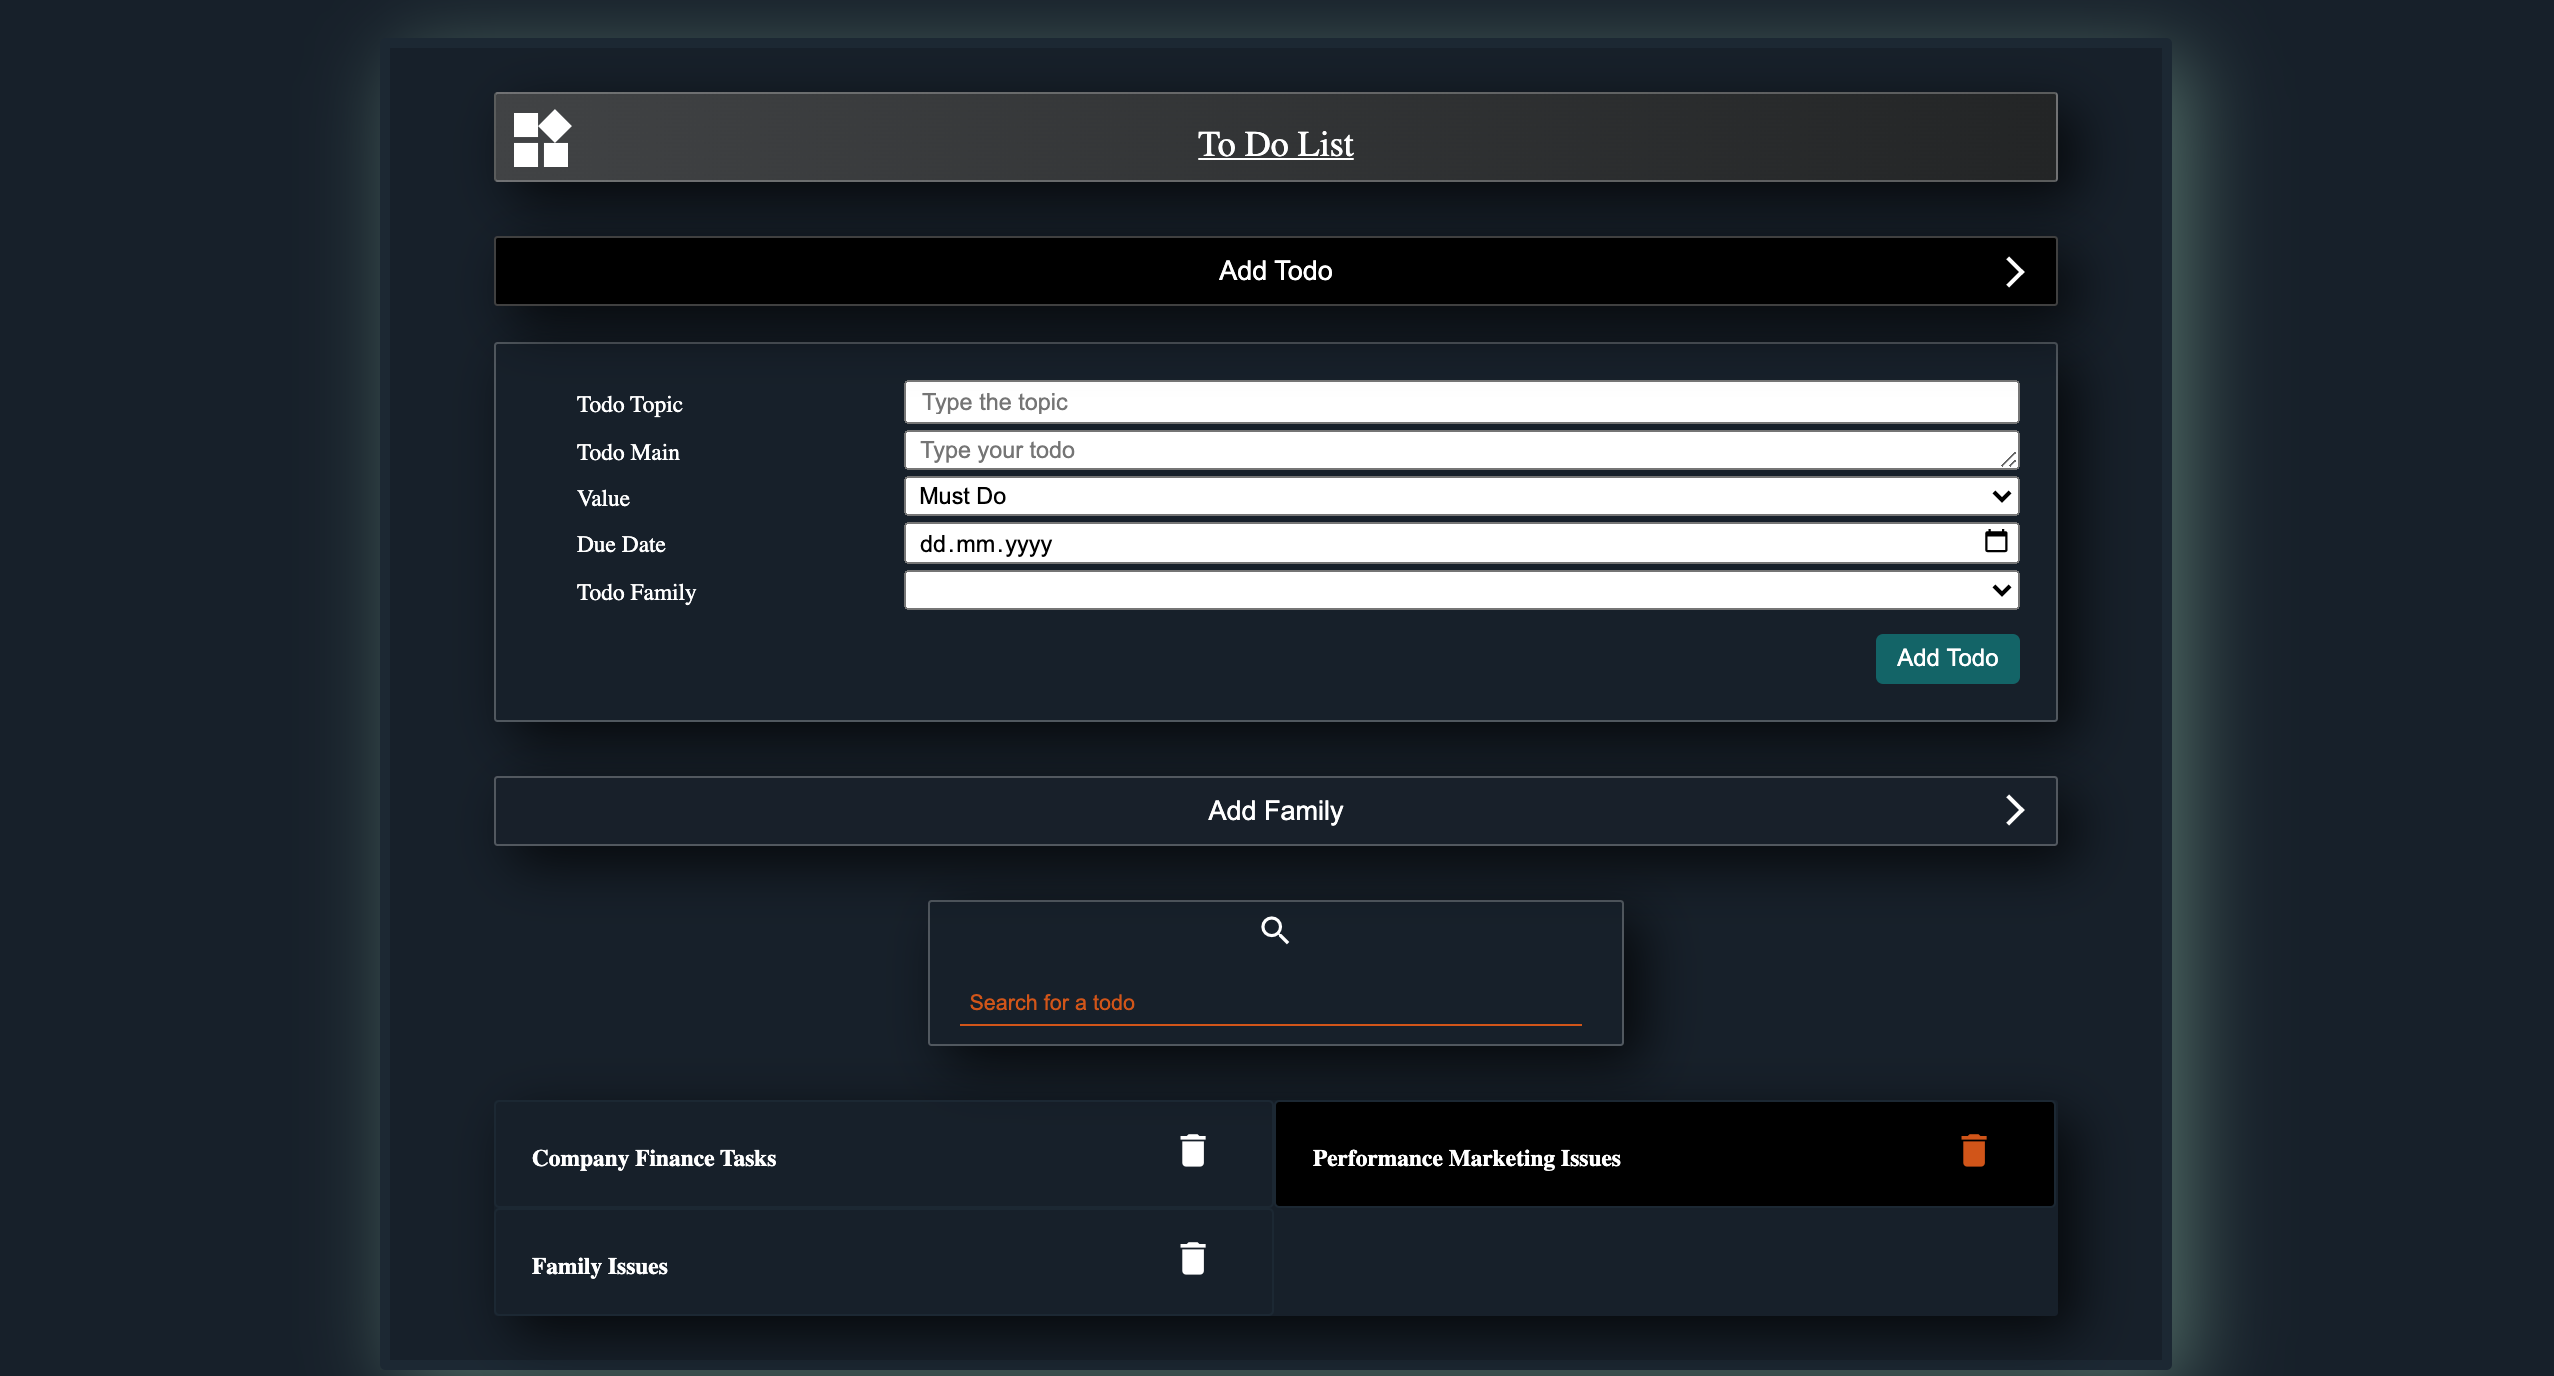 To Do List
Add Todo
Todo Topic
Type the topic
Todo Main
Type your todo
Value
Must Do
Due Date
dd.mm.yyyy
Todo Family
Add Todo
Add Family
Search for a todo
Company Finance Tasks
Performance Marketing Issues
Family Issues